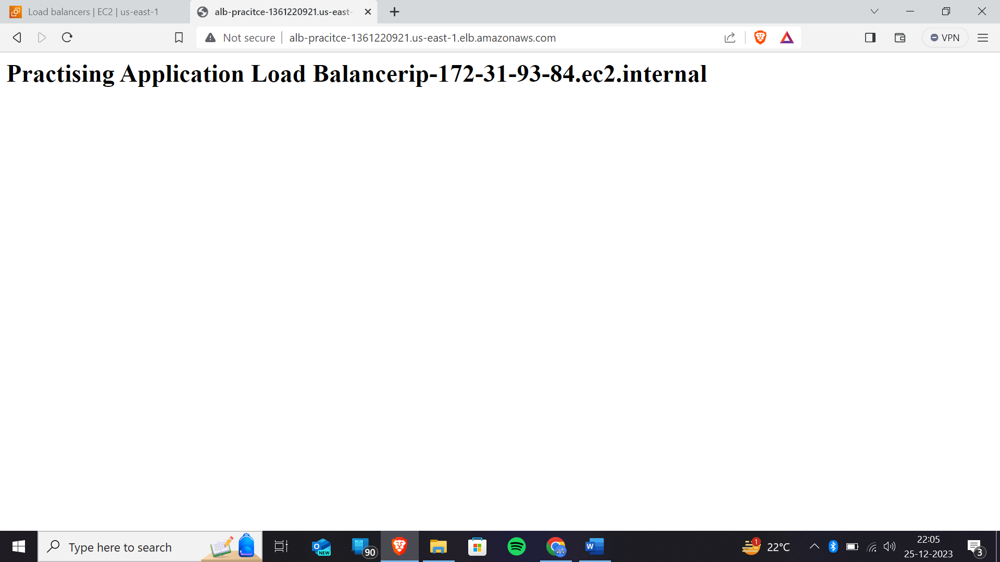 Load balancers | EC2 | us-east-1
alb-pracitce-1361220921.us-east-
Not secure
alb-pracitce-1361220921.us-east-1.elb.amazonaws.com
VPN
Practising Application Load Balancerip-172-31-93-84.ec2.internal
Type here to search
O
NEW
90
W
1
22°C
22:05
25-12-2023
3